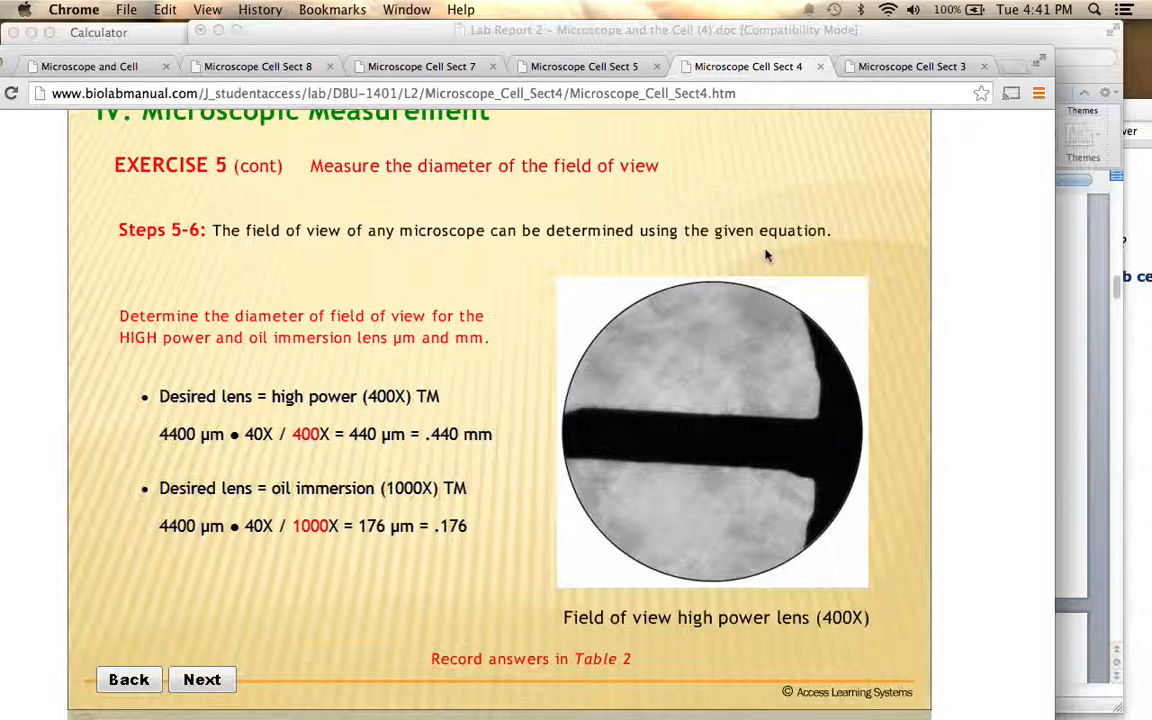 Chrome File Edit View History Bookmarks Window Help 100% Tue 4:41 PM
Calculator Lab Report 2 - Microscope and the Cell (4).doc [Compatibility Mode]
Microscope and Cell × Microscope Cell Sect 8 × Microscope Cell Sect 7 × Microscope Cell Sect 5 × Microscope Cell Sect 4 × Microscope Cell Sect 3 ×
www.biolabmanual.com/J_studentaccess/lab/DBU-1401/L2/Microscope_Cell_Sect4/Microscope_Cell_Sect4.htm
Themes
Themes
IV. Microscopic Measurement
EXERCISE 5 (cont) Measure the diameter of the field of view
Steps 5-6: The field of view of any microscope can be determined using the given equation.
Determine the diameter of field of view for the
HIGH power and oil immersion lens µm and mm.
• Desired lens = high power (400X) TM
4400 µm ● 40X / 400X = 440 µm = .440 mm
• Desired lens = oil immersion (1000X) TM
4400 µm ● 40X / 1000X = 176 µm = .176
Field of view high power lens (400X)
Record answers in Table 2
Back Next
© Access Learning Systems